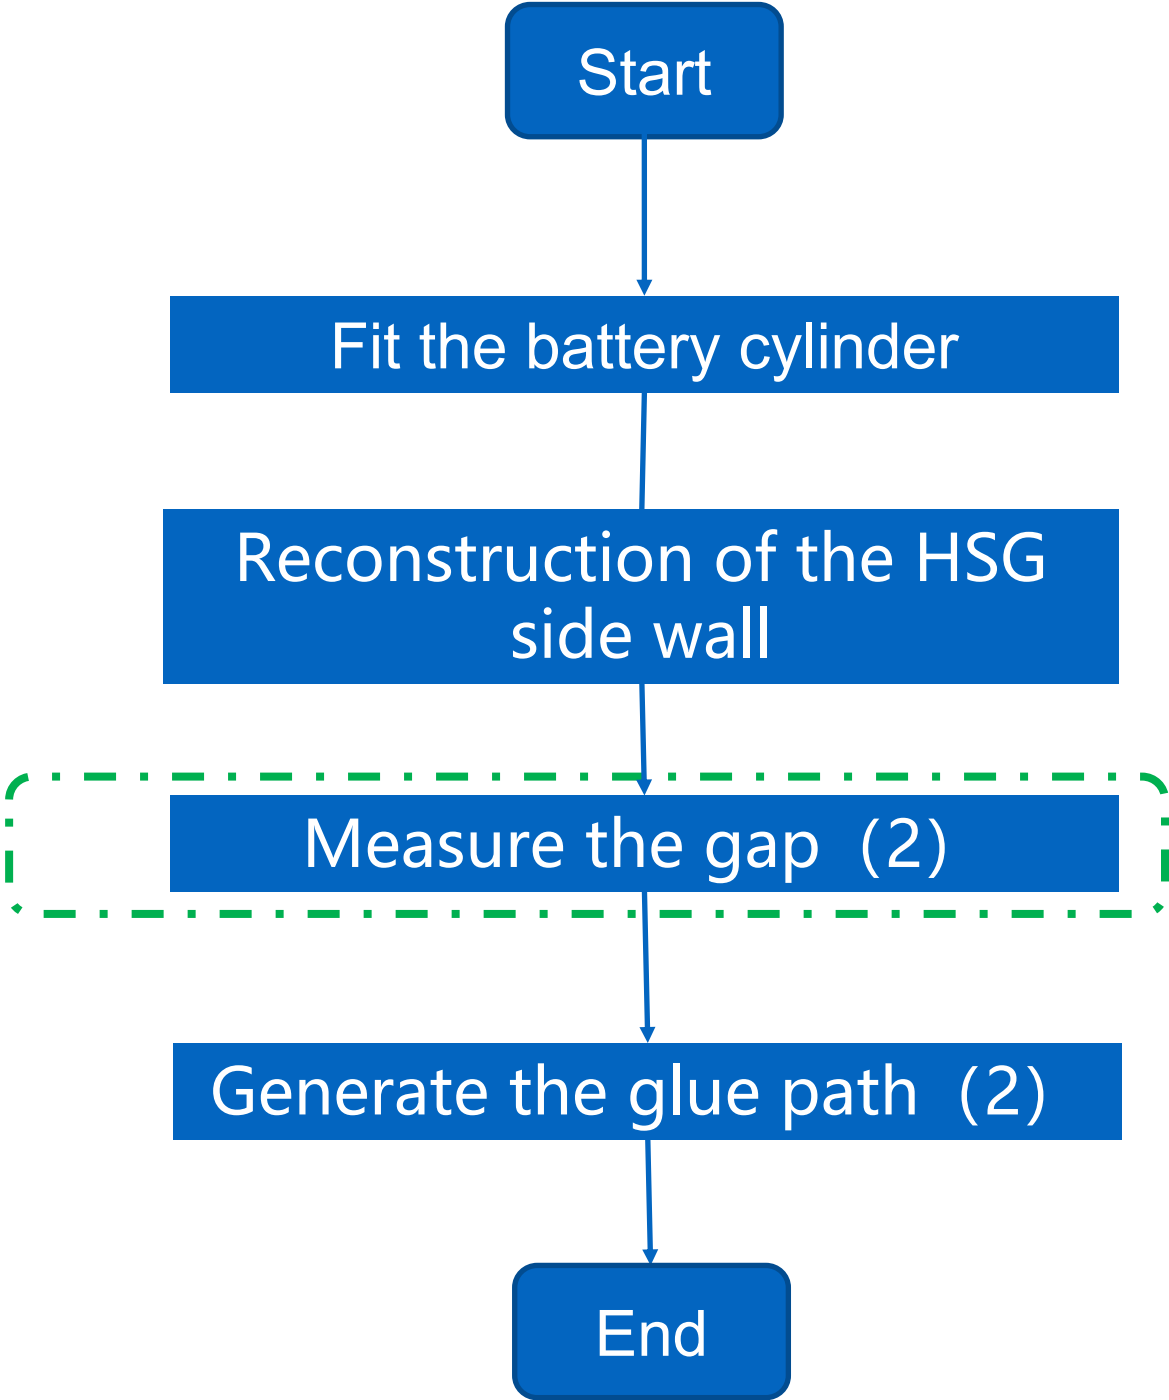 Start
Fit the battery cylinder
Reconstruction of the HSG
side wall
Measure the gap (2)
Generate the glue path (2)
End